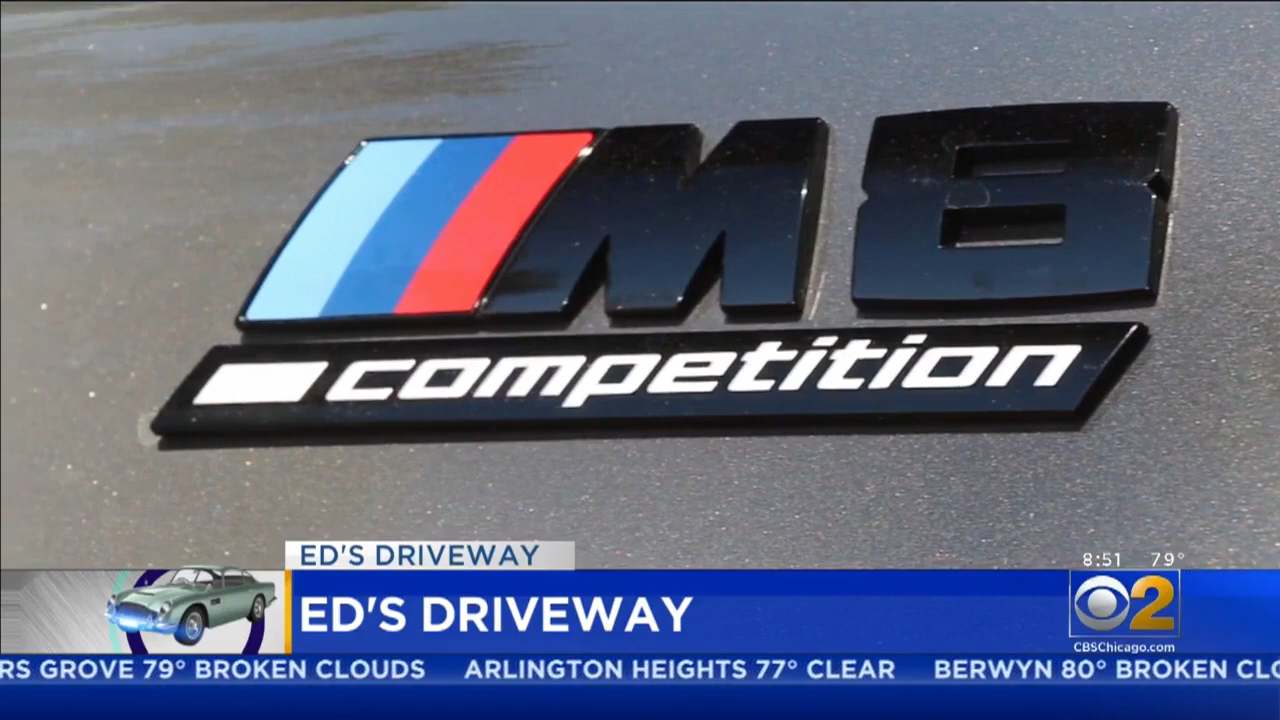 M8
competition
ED'S DRIVEWAY
ED'S DRIVEWAY
8:51 79°
2
CBSChicago.com
RS GROVE 79° BROKEN CLOUDS ARLINGTON HEIGHTS 77° CLEAR BERWYN 80° BROKEN CLO